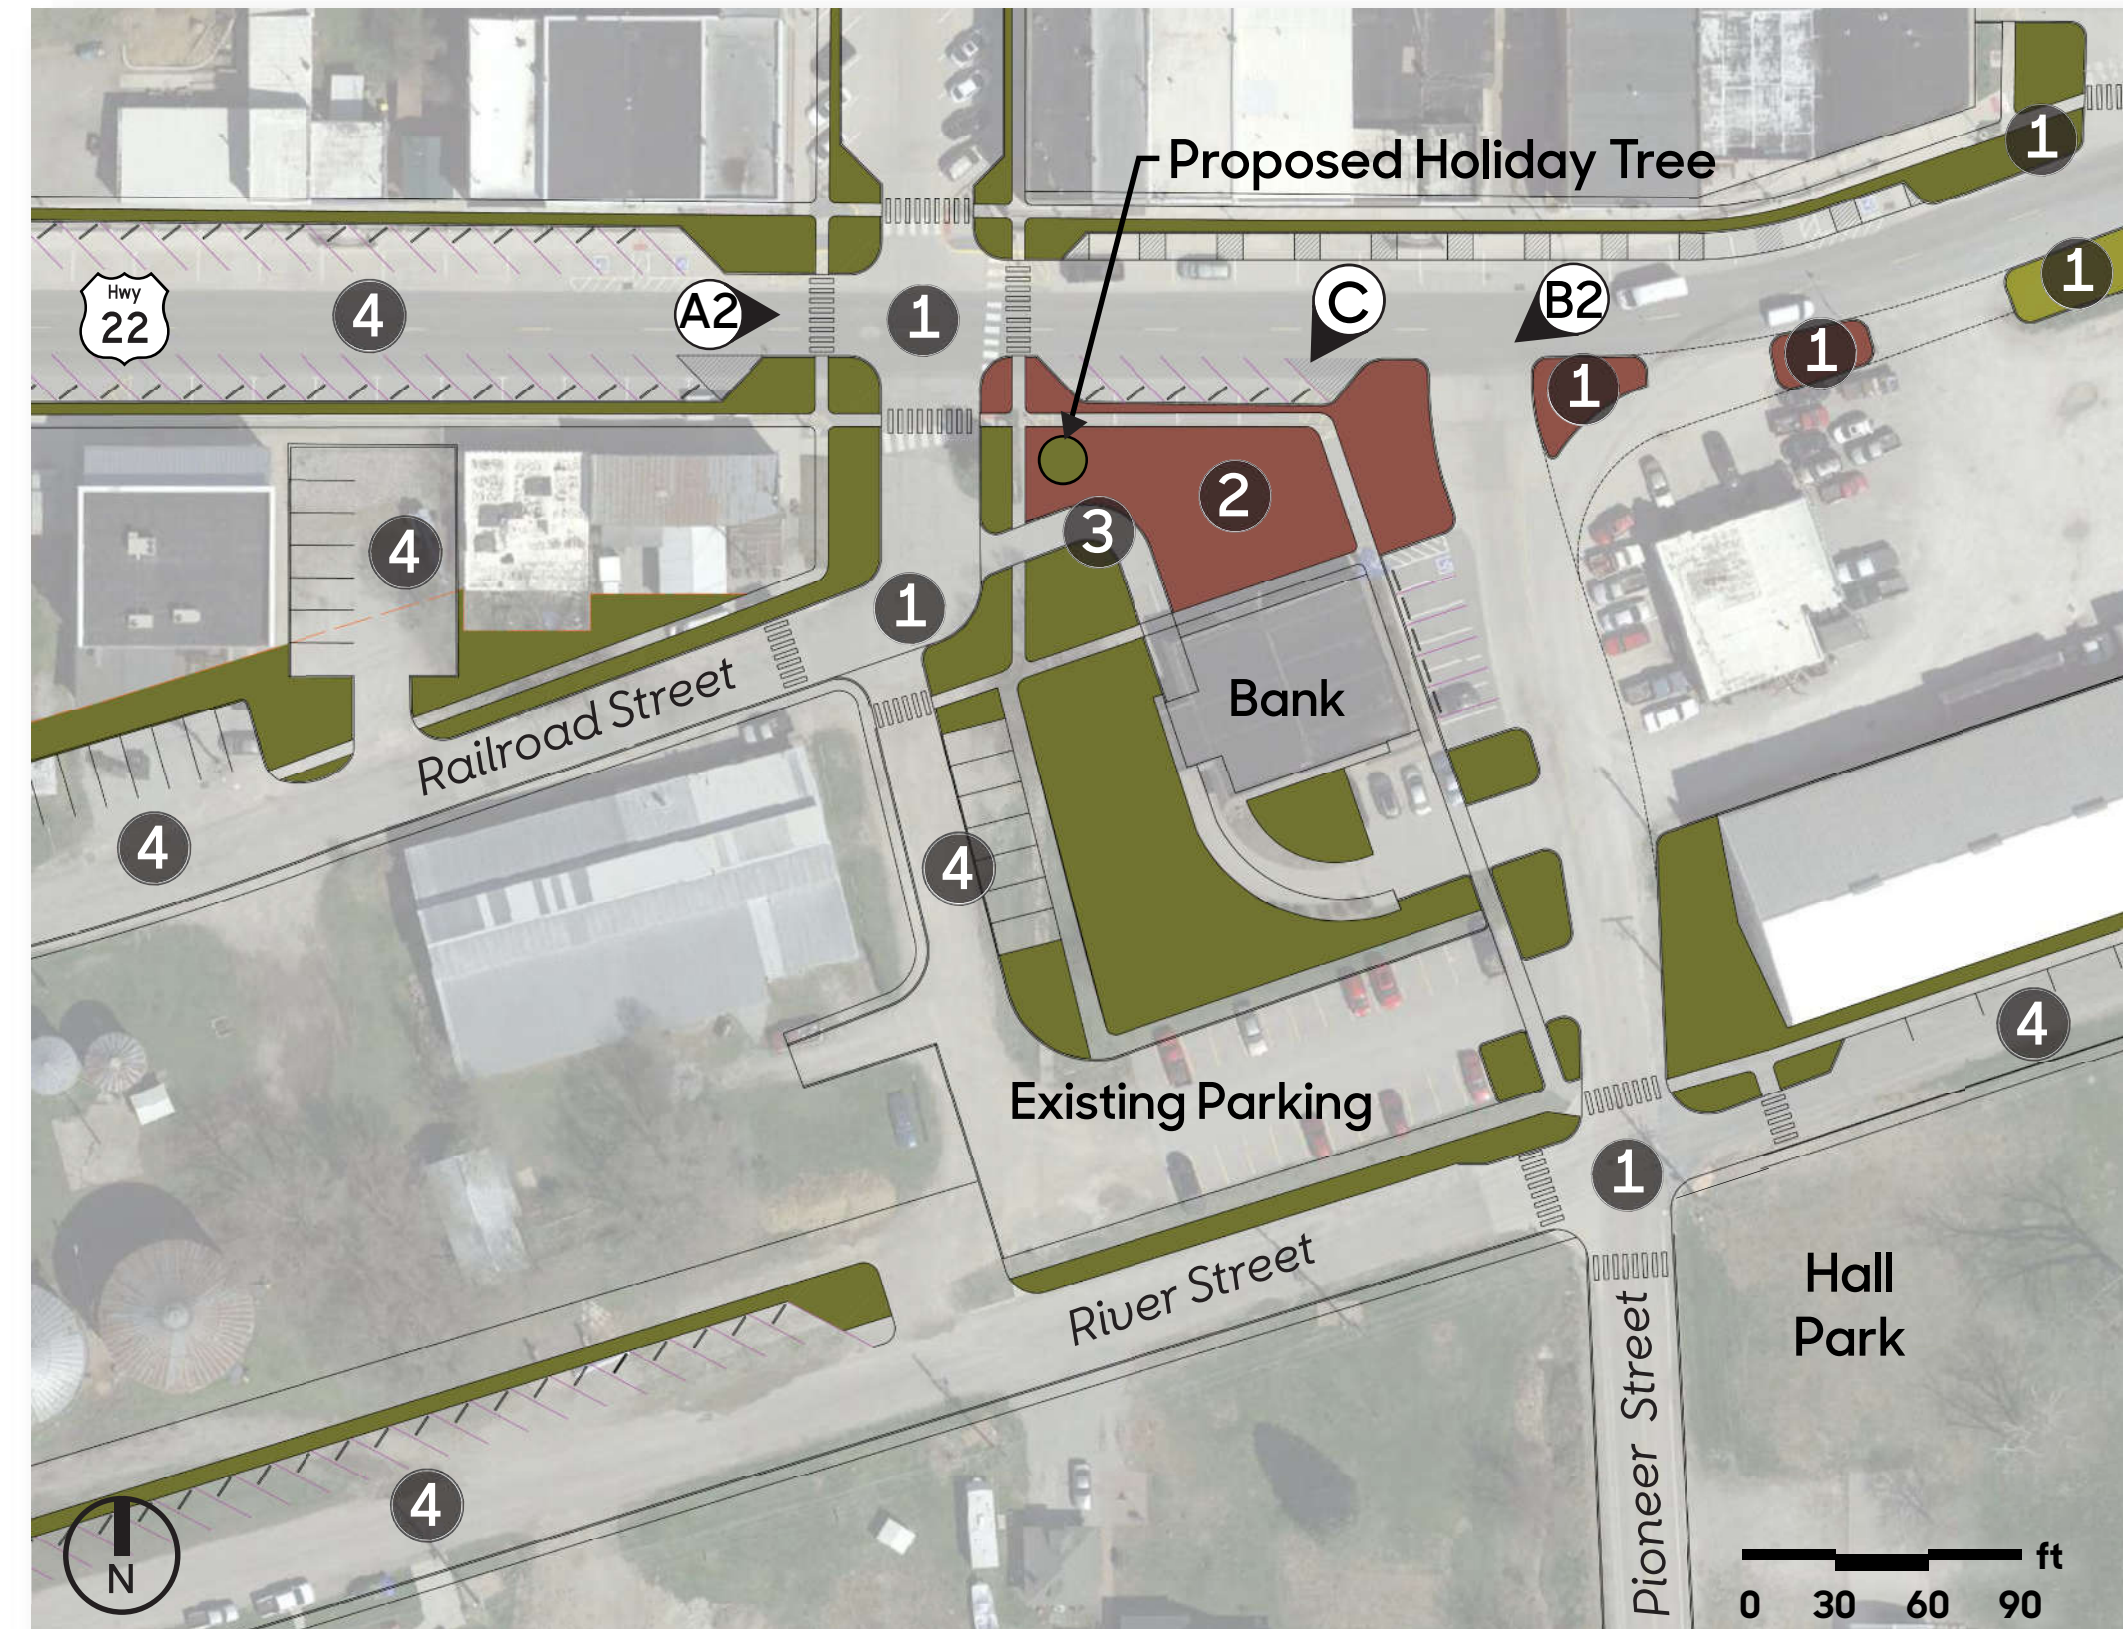 1
Proposed Holiday Tree
1
Hwy
22
4
A2
1
C
B2
1
1
2
3
4
1
Railroad Street
Bank
4
4
4
Existing Parking
1
River Street
Hall
Park
Pioneer Street
4
N
ft
0 30 60 90